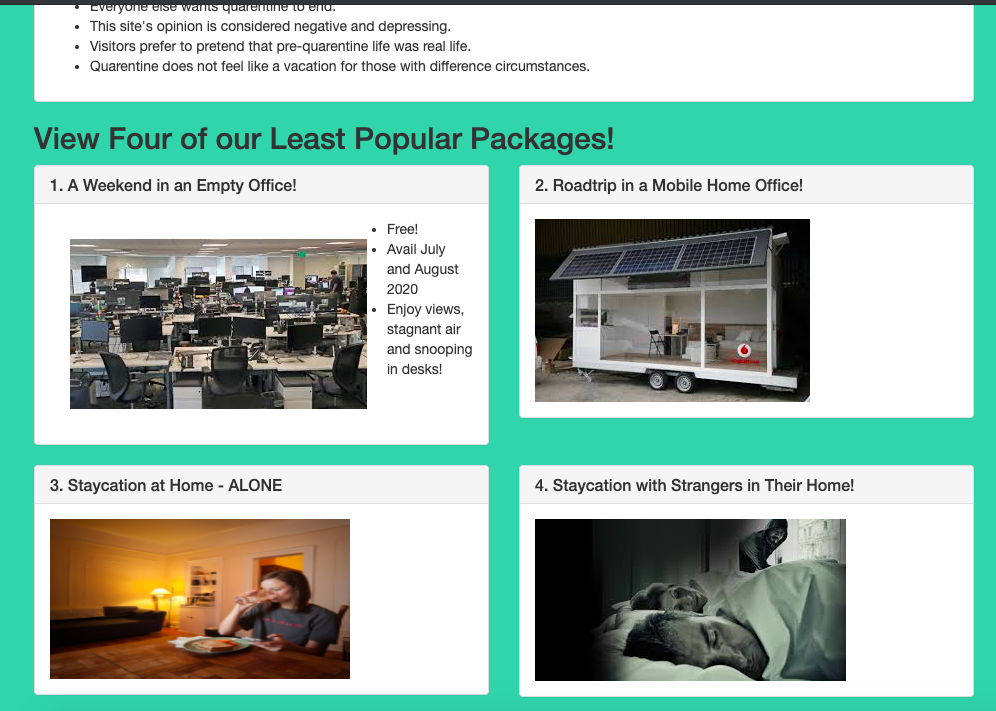 Everyone else wants quarentine to end.
This site's opinion is considered negative and depressing.
Visitors prefer to pretend that pre-quarentine life was real life.
Quarentine does not feel like a vacation for those with difference circumstances.
View Four of our Least Popular Packages!
1. A Weekend in an Empty Office!
Free!
Avail July
and August
2020
Enjoy views,
stagnant air
and snooping
in desks!
2. Roadtrip in a Mobile Home Office!
3. Staycation at Home - ALONE
4. Staycation with Strangers in Their Home!